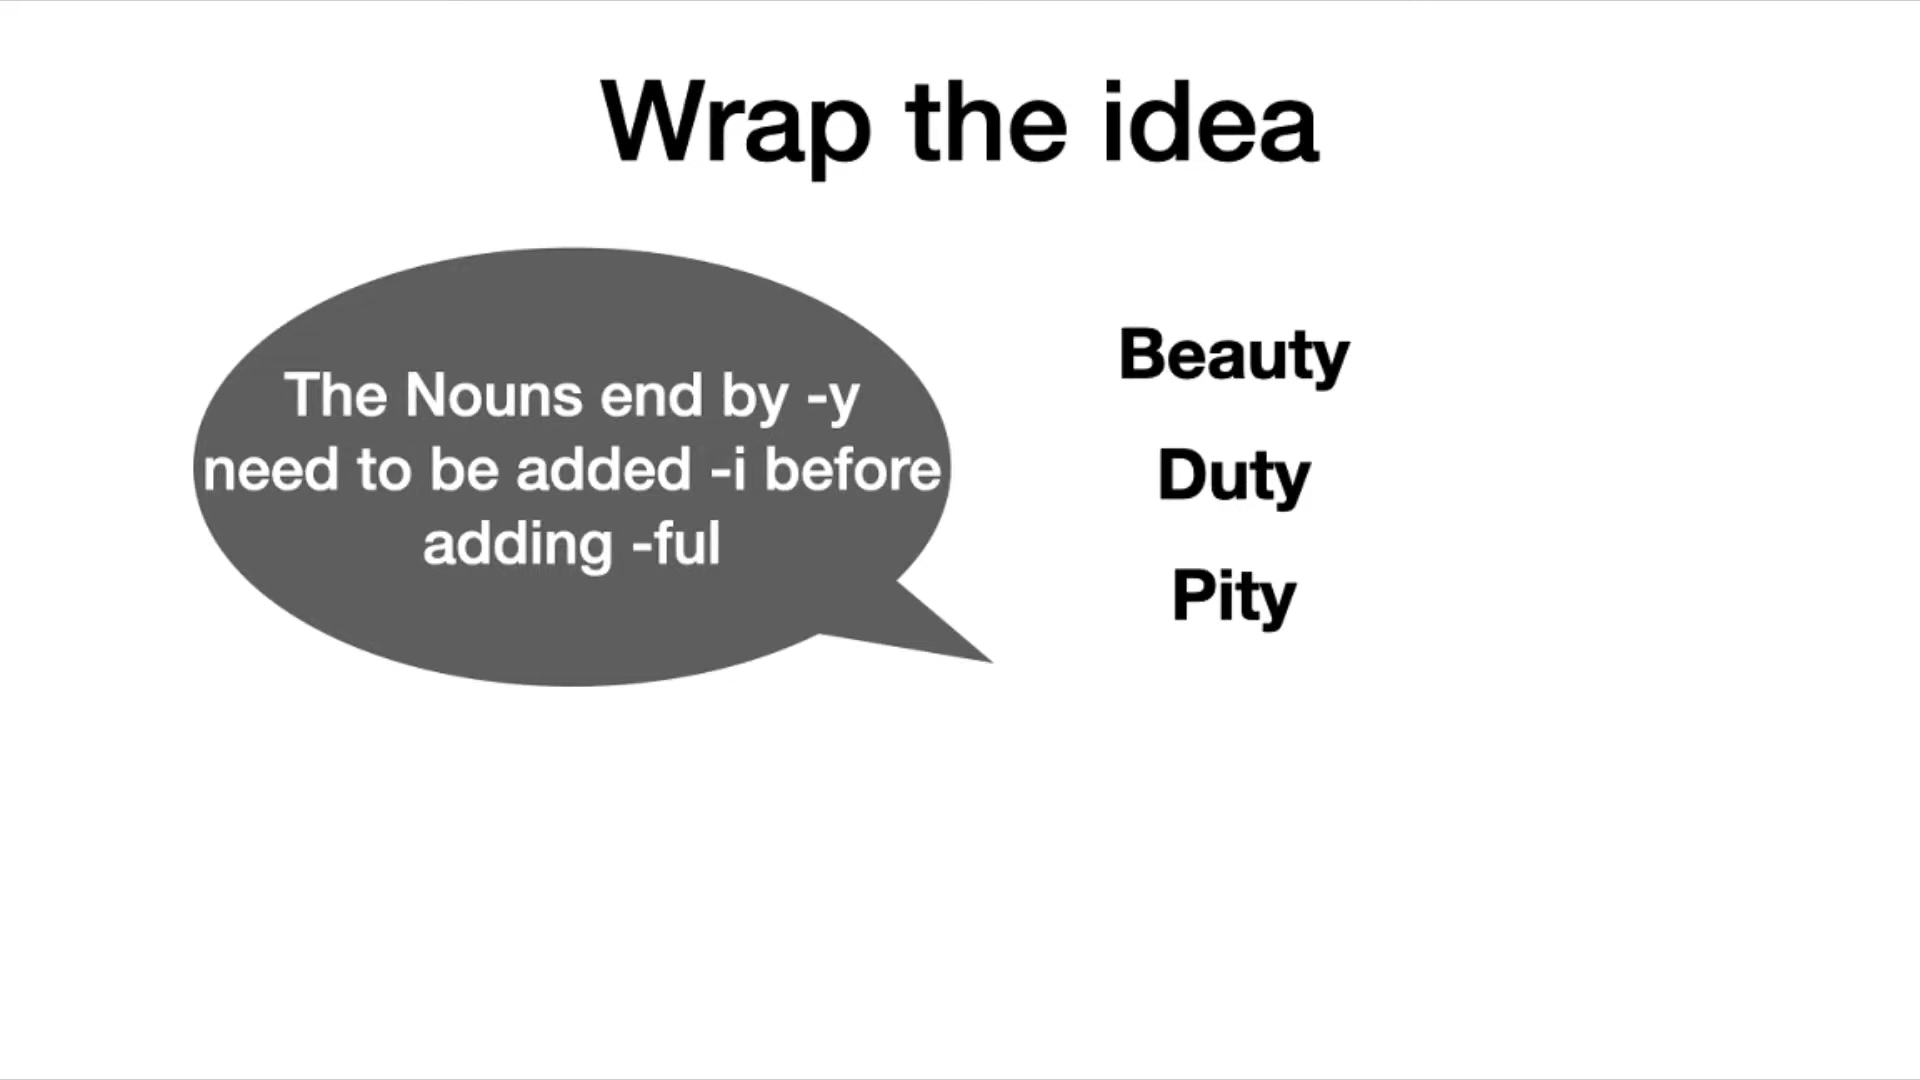 Wrap the idea
The Nouns end by -y
need to be added -i before
adding -ful
Beauty
Duty
Pity